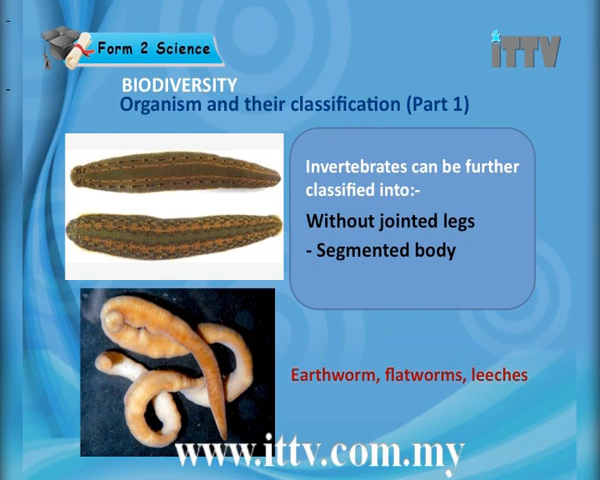 Form 2 Science
iTTV
BIODIVERSITY
Organism and their classification (Part 1)
Invertebrates can be further
classified into:-
Without jointed legs
- Segmented body
Earthworm, flatworms, leeches
www.ittv.com.my